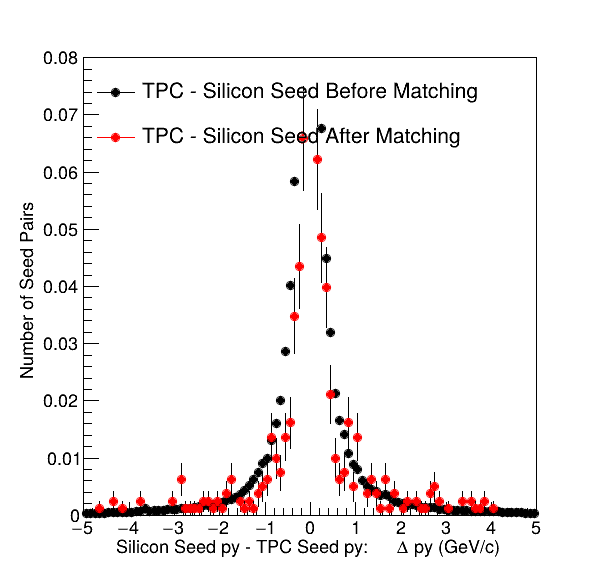 0.08
TPC - Silicon Seed Before Matching
0.07
TPC - Silicon Seed After Matching
0.06
0.05
0.04
0.03
0.02
0.01
0
Number of Seed Pairs
−5 −4 −3 −2 −1 0 1 2 3 4 5
Silicon Seed py - TPC Seed py: Δ py (GeV/c)